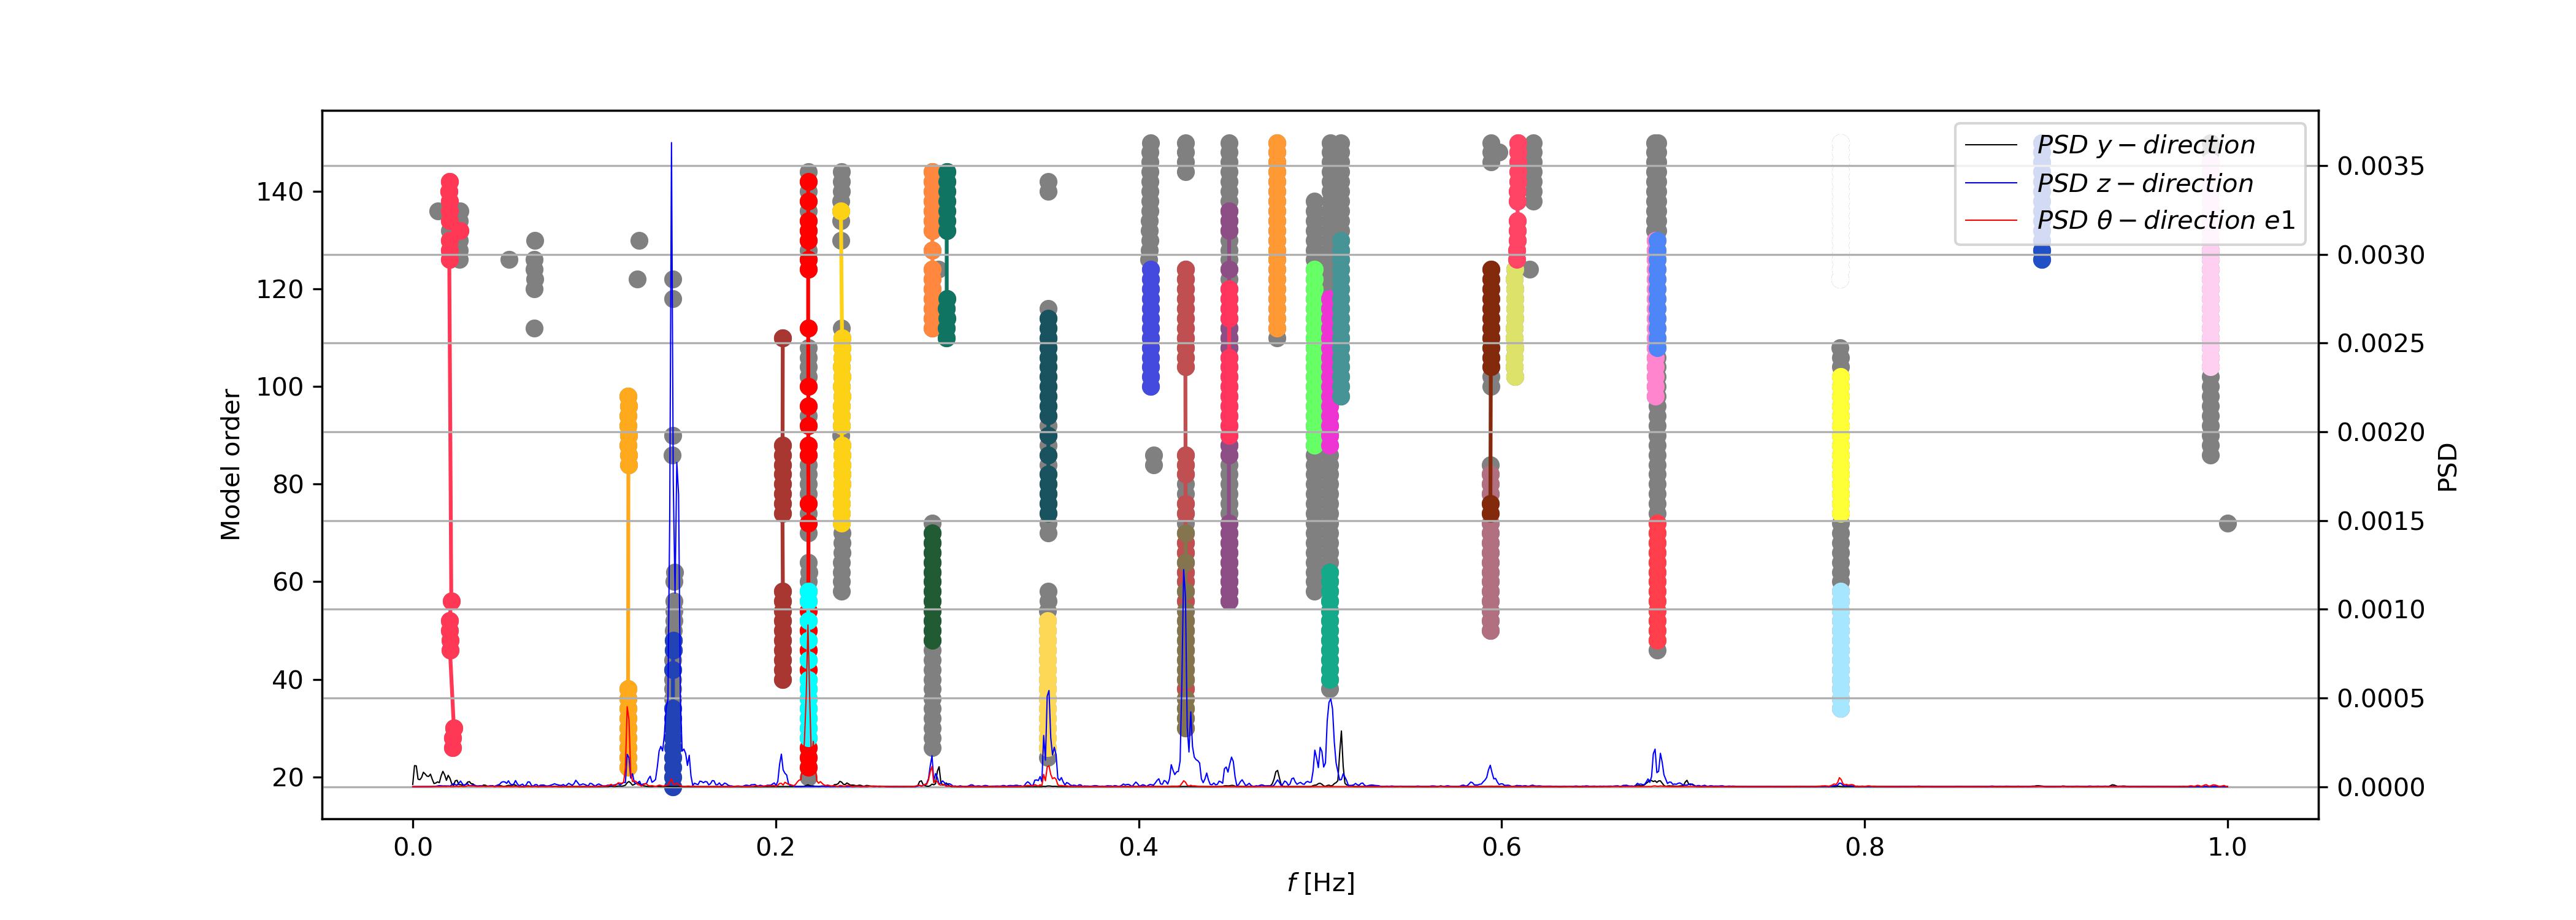 PSD y − direction
PSD z − direction
PSD θ − direction e1
Model order
140
120
100
80
60
40
20
0.0035
0.0030
0.0025
0.0020
0.0015
0.0010
0.0005
0.0000
PSD
0.0 0.2 0.4 0.6 0.8 1.0
f [Hz]